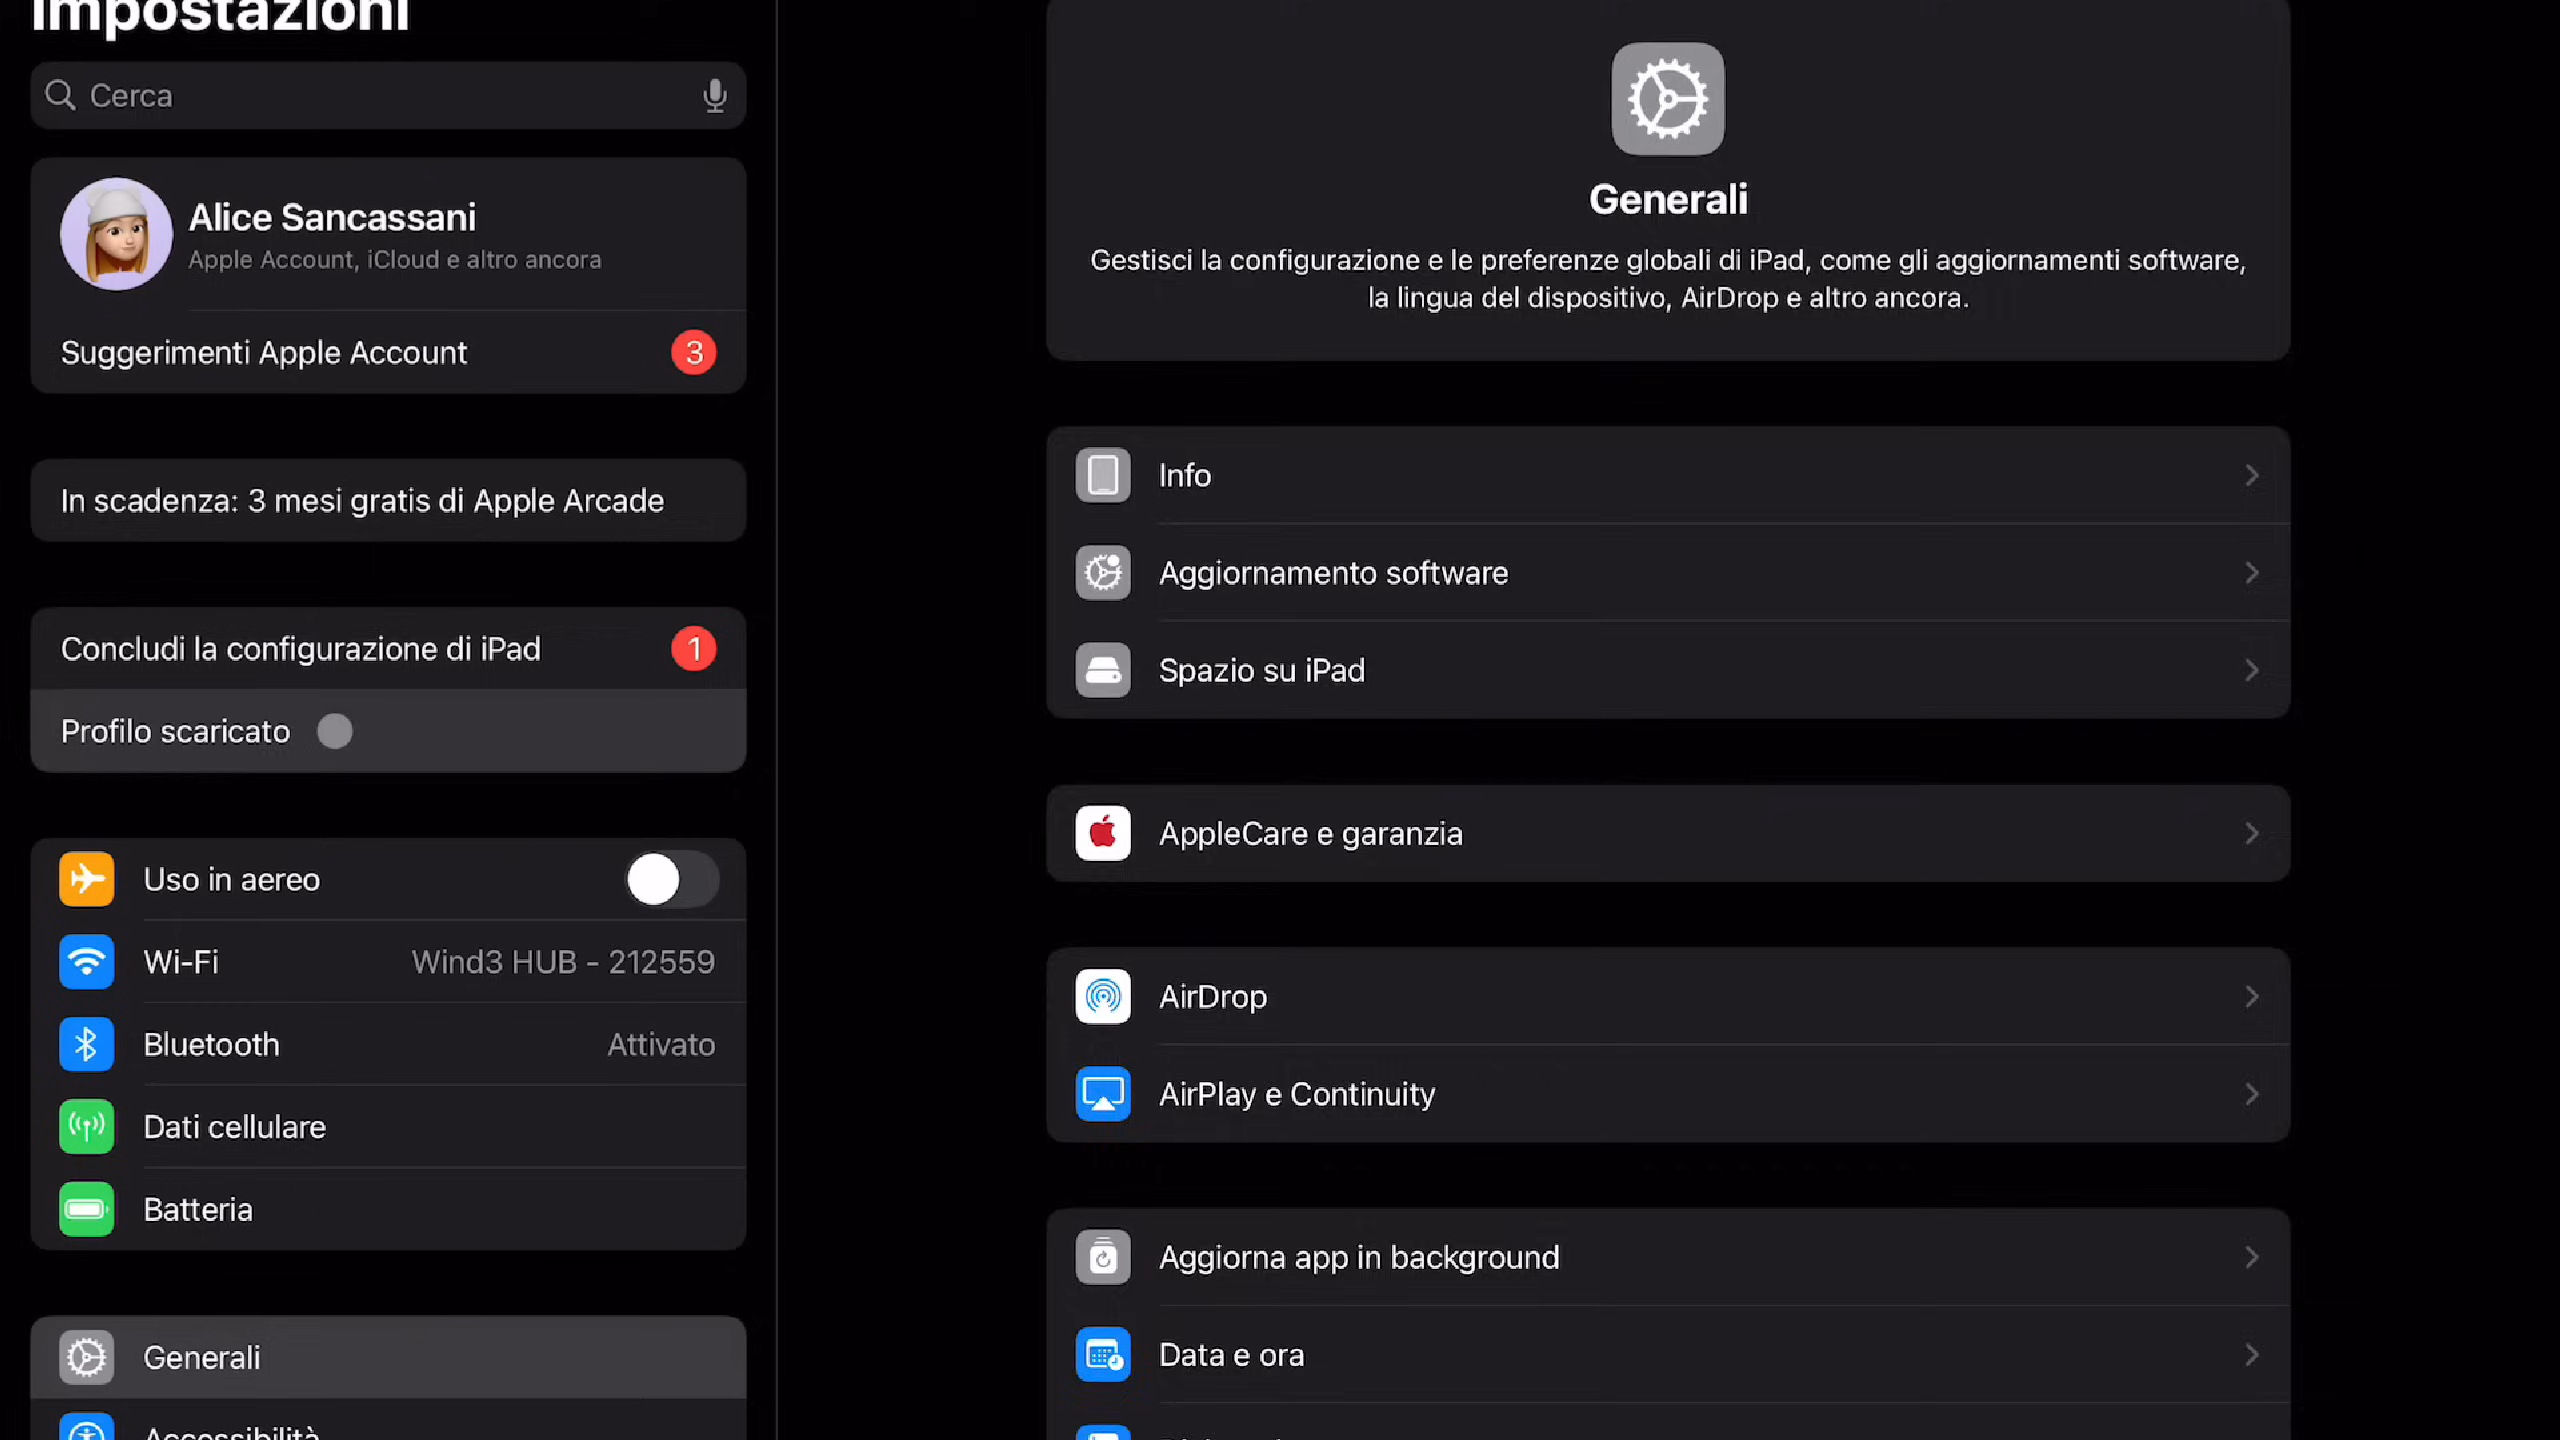 Impostazioni
Cerca
Alice Sancassani
Apple Account, iCloud e altro ancora
Suggerimenti Apple Account
3
In scadenza: 3 mesi gratis di Apple Arcade
Concludi la configurazione di iPad
1
Profilo scaricato
Uso in aereo
Wi-Fi
Wind3 HUB - 212559
Bluetooth
Attivato
Dati cellulare
Batteria
Generali
Accessibilità
Generali
Gestisci la configurazione e le preferenze globali di iPad, come gli aggiornamenti software,
la lingua del dispositivo, AirDrop e altro ancora.
Info
Aggiornamento software
Spazio su iPad
AppleCare e garanzia
AirDrop
AirPlay e Continuity
Aggiorna app in background
Data e ora